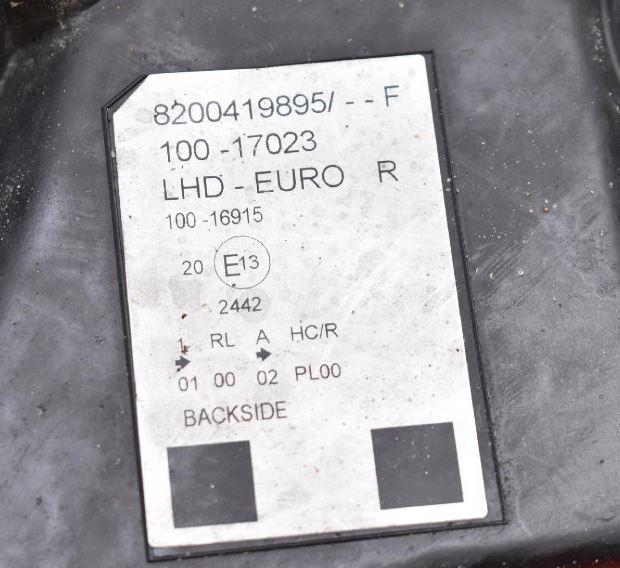 8200419895/ - - F
100 -17023
LHD - EURO R
100 -16915
20 E13
2442
1 RL A HC/R
01 00 02 PL00
BACKSIDE